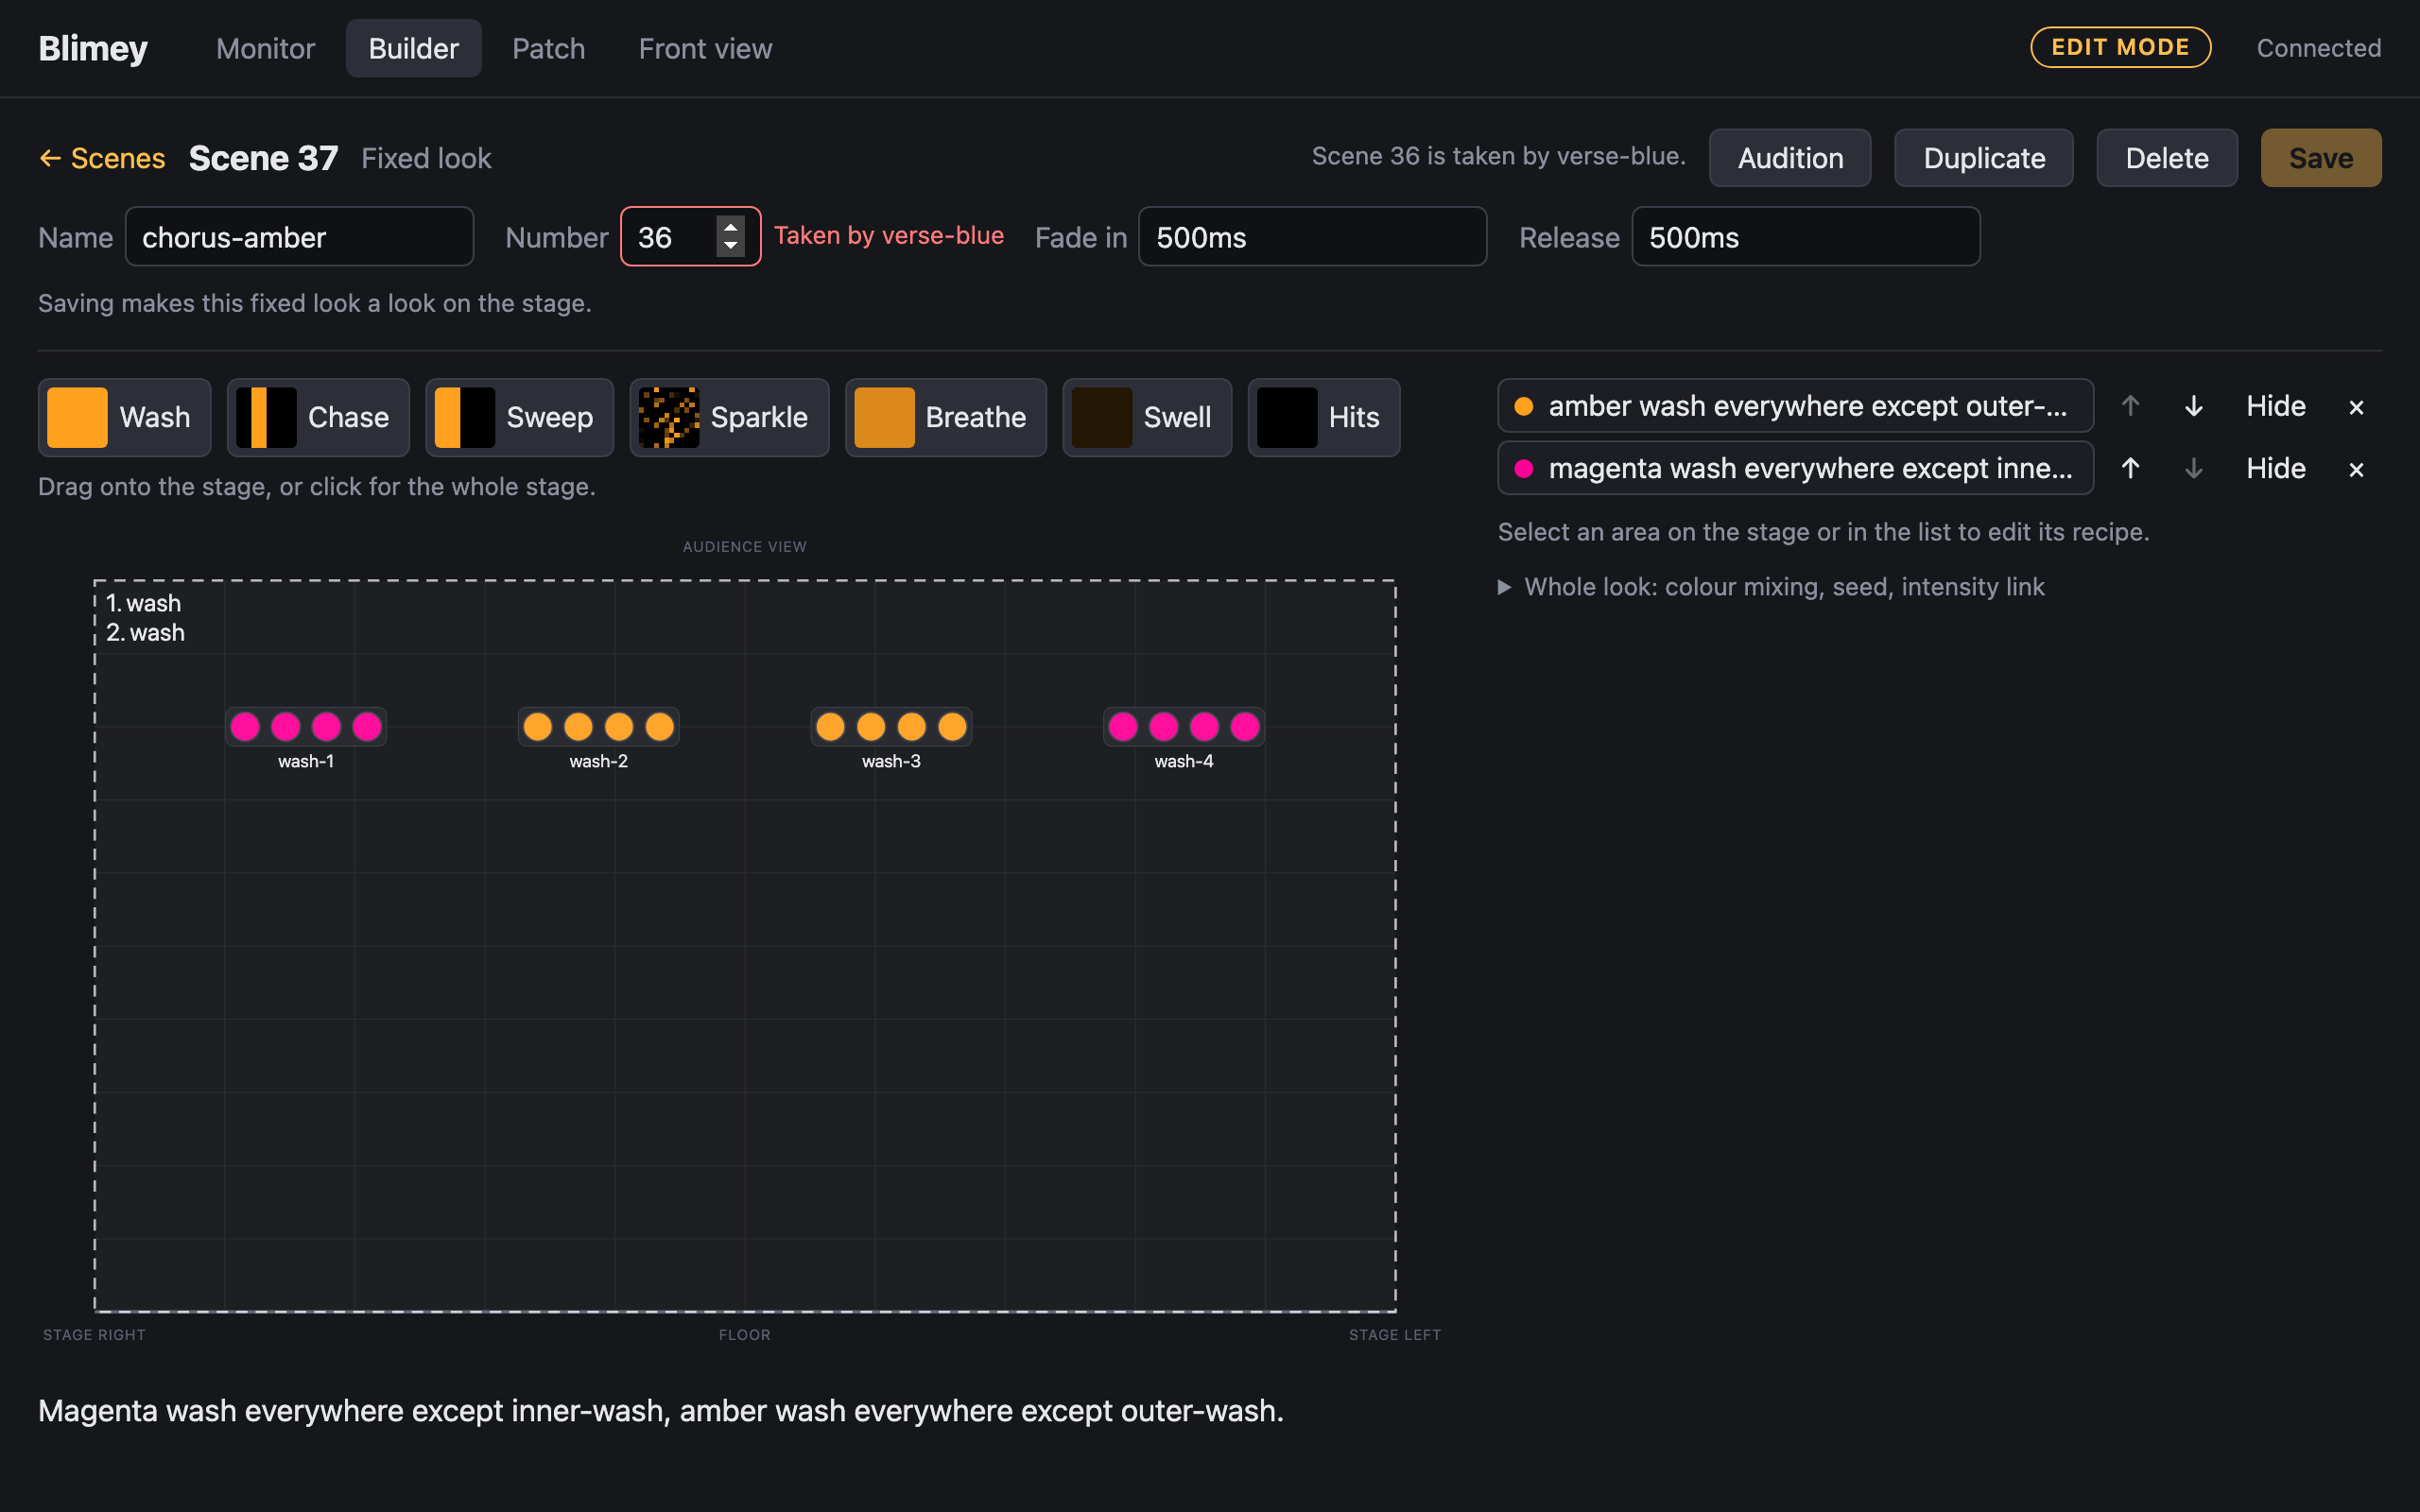 Blimey Monitor Builder Patch Front view EDIT MODE Connected
← Scenes Scene 37 Fixed look Scene 36 is taken by verse-blue. Audition Duplicate Delete Save
Name chorus-amber Number 36 Taken by verse-blue Fade in 500ms Release 500ms
Saving makes this fixed look a look on the stage.
Wash Chase Sweep Sparkle Breathe Swell Hits
Drag onto the stage, or click for the whole stage.
AUDIENCE VIEW
1. wash
2. wash
wash-1 wash-2 wash-3 wash-4
STAGE RIGHT FLOOR STAGE LEFT
Magenta wash everywhere except inner-wash, amber wash everywhere except outer-wash.
amber wash everywhere except outer-... ↑ ↓ Hide ×
magenta wash everywhere except inne... ↑ ↓ Hide ×
Select an area on the stage or in the list to edit its recipe.
▶ Whole look: colour mixing, seed, intensity link